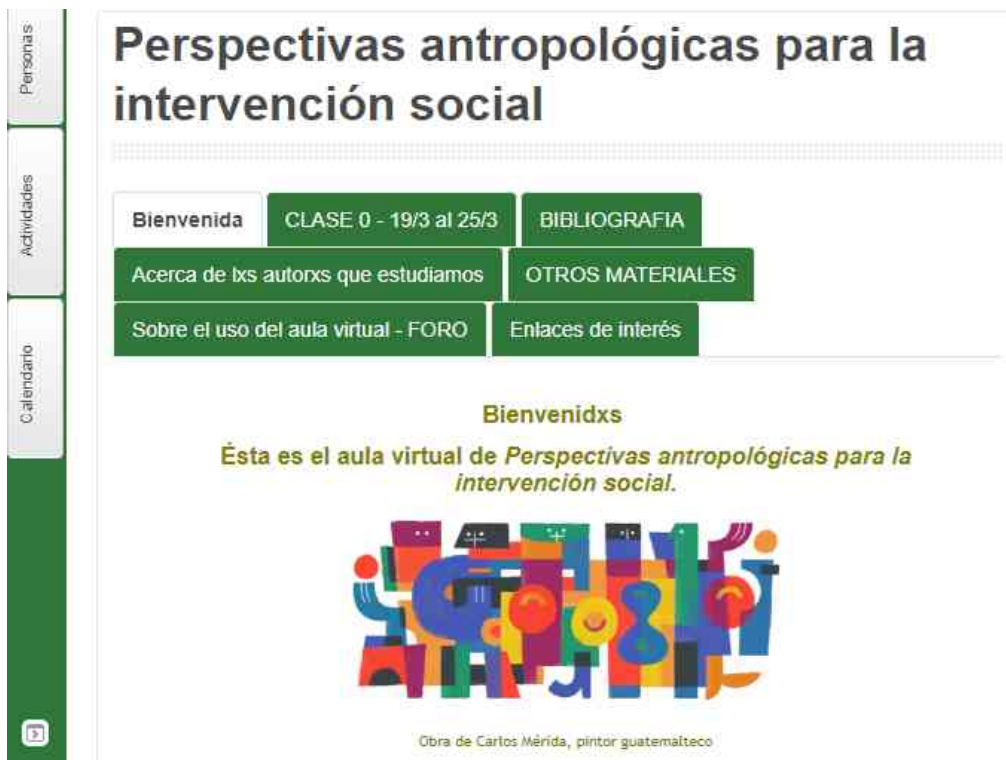 Personas
Actividades
Calendario
Perspectivas antropológicas para la
intervención social
Bienvenida
CLASE 0 - 19/3 al 25/3
BIBLIOGRAFIA
Acerca de lxs autorxs que estudiamos
OTROS MATERIALES
Sobre el uso del aula virtual - FORO
Enlaces de interés
Bienvenidxs
Ésta es el aula virtual de Perspectivas antropológicas para la
intervención social.
Obra de Carlos Mérida, pintor guatemalteco